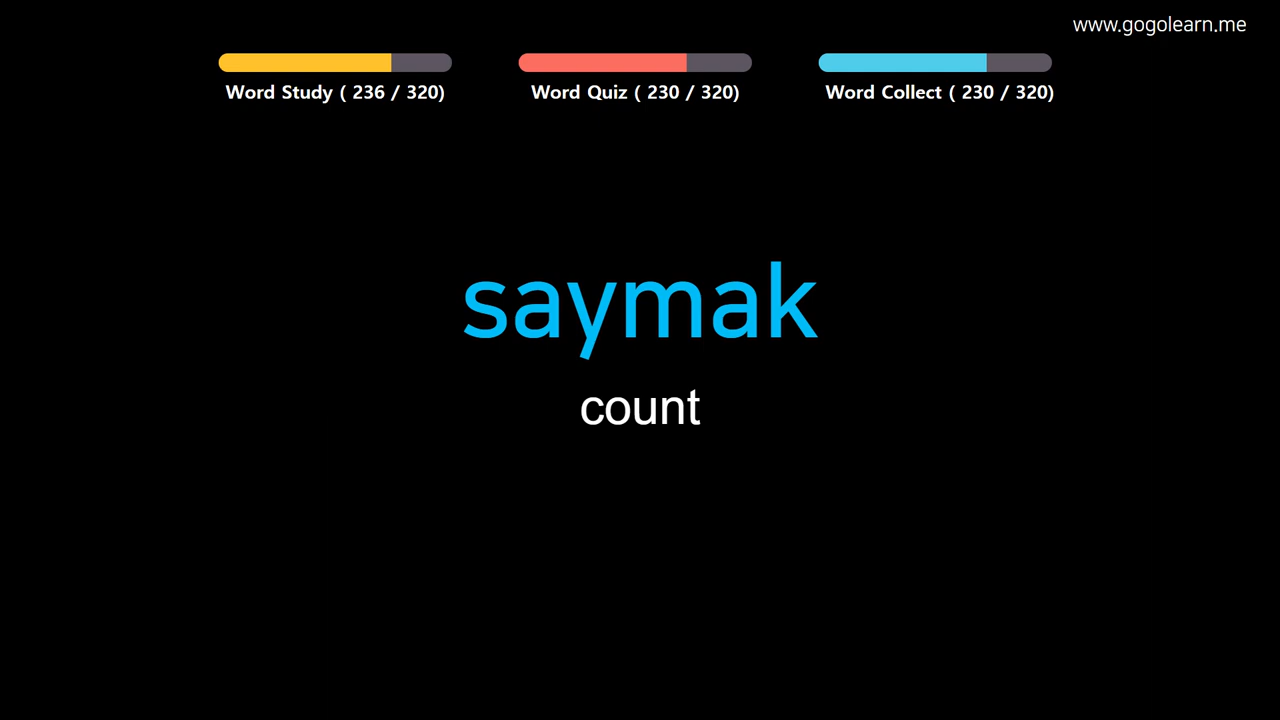 www.gogolearn.me
Word Study ( 236 / 320)
Word Quiz ( 230 / 320)
Word Collect ( 230 / 320)
saymak
count